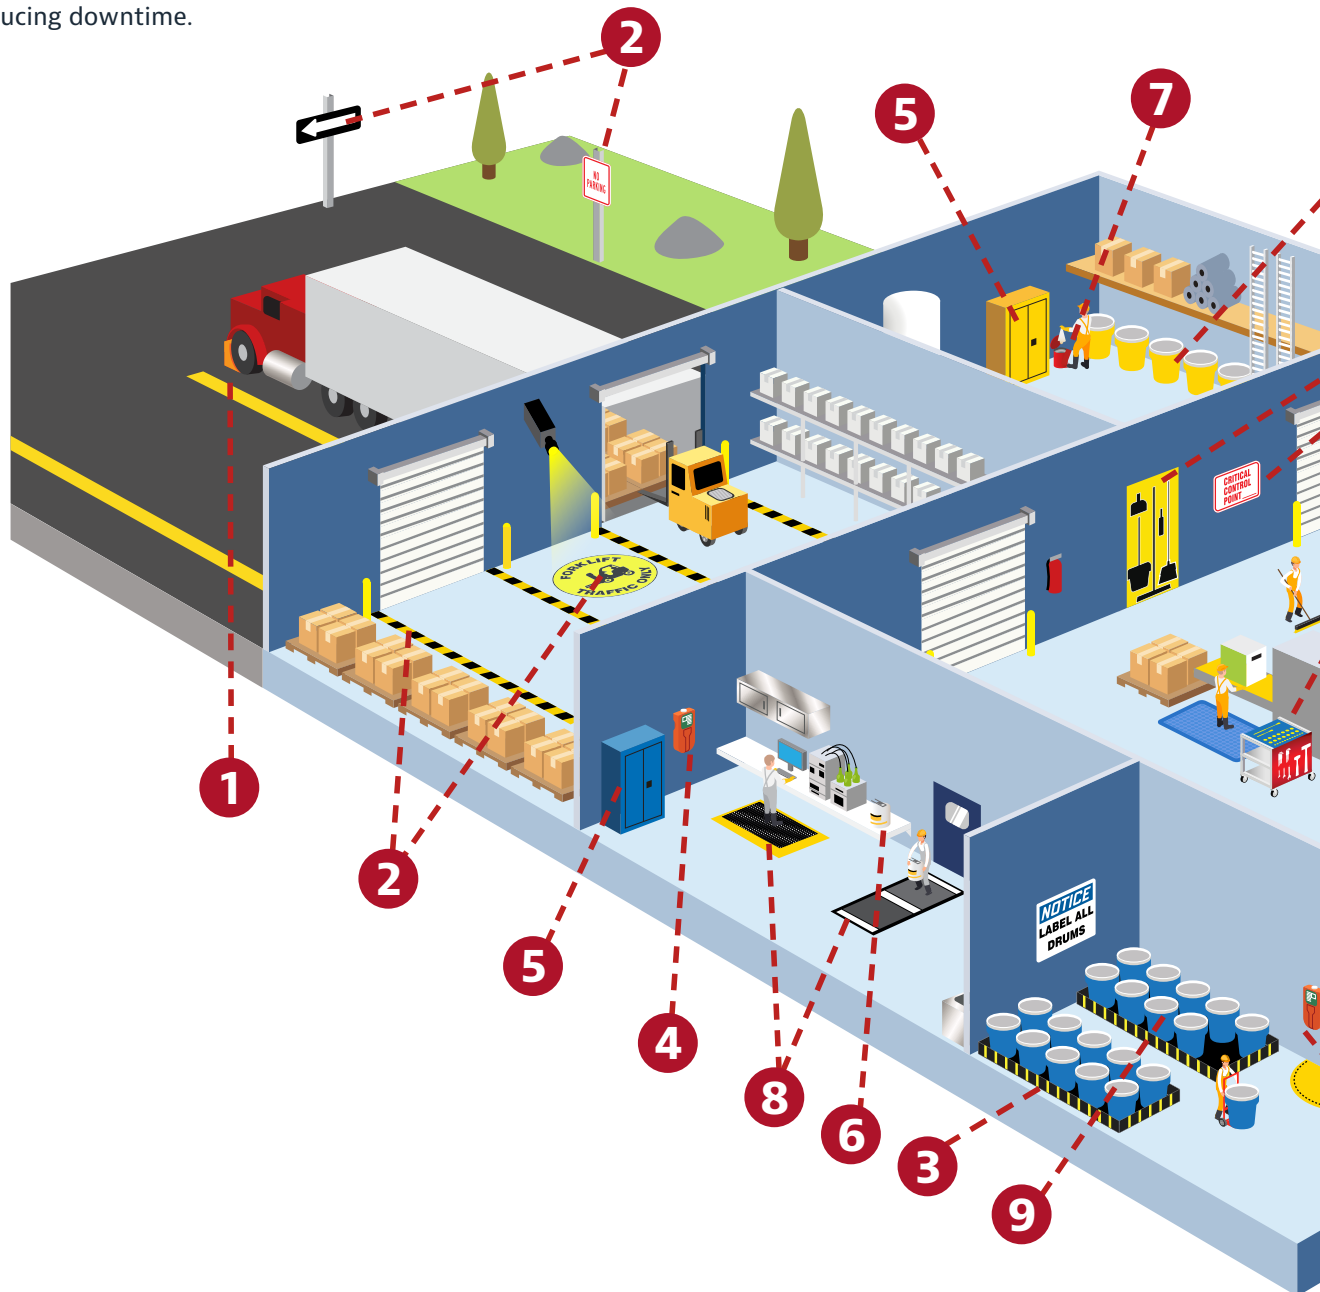 ucing downtime.
2
7
5
NO
PARKING
CRITICAL
CONTROL
POINT
FORKLIFT
TRAFFIC ONLY
1
2
NOTICE
LABEL ALL
DRUMS
5
4
8
6
3
9